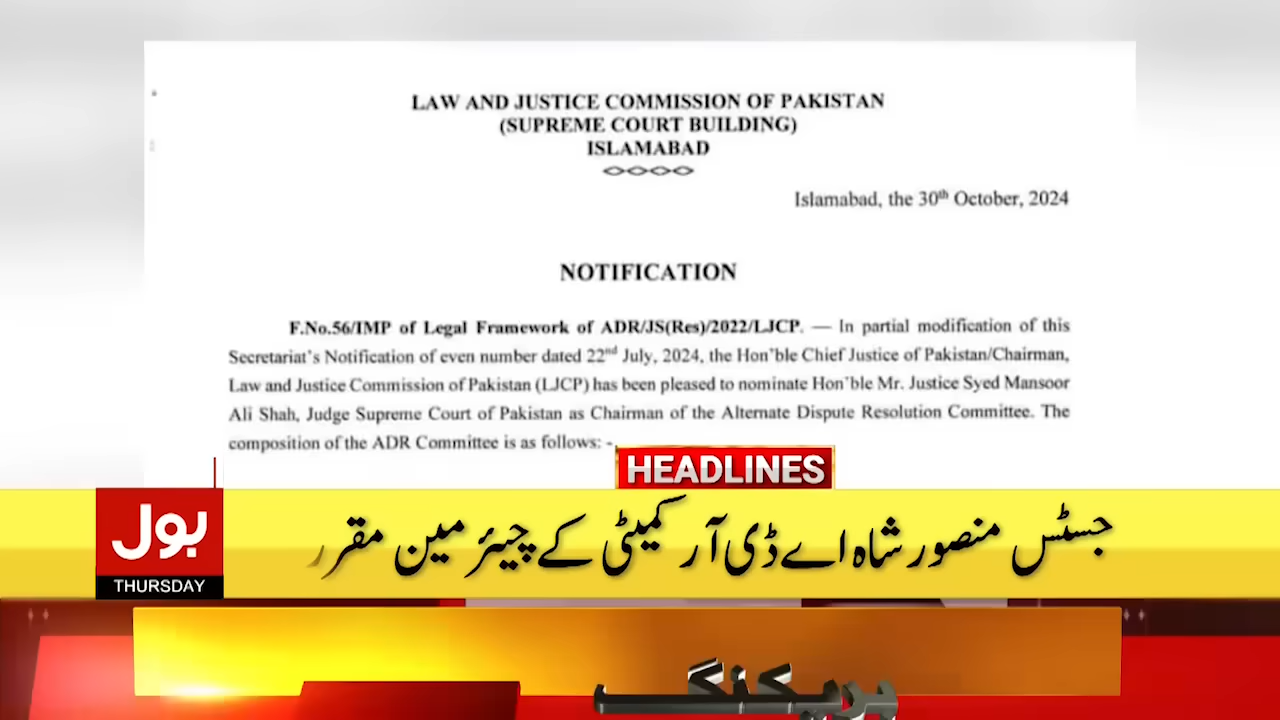 LAW AND JUSTICE COMMISSION OF PAKISTAN
(SUPREME COURT BUILDING)
ISLAMABAD
Islamabad, the 30th October, 2024
NOTIFICATION
F.No.56/IMP of Legal Framework of ADR/JS(Res)/2022/LJCP. — In partial modification of this
Secretariat's Notification of even number dated 22nd July, 2024, the Hon'ble Chief Justice of Pakistan/Chairman,
Law and Justice Commission of Pakistan (LJCP) has been pleased to nominate Hon'ble Mr. Justice Syed Mansoor
Ali Shah, Judge Supreme Court of Pakistan as Chairman of the Alternate Dispute Resolution Committee. The
composition of the ADR Committee is as follows: -
HEADLINES
جسٹس منصور شاہ اے ڈی آر کمیٹی کے چیئر مین مقرر
بول
THURSDAY
بریکنگ